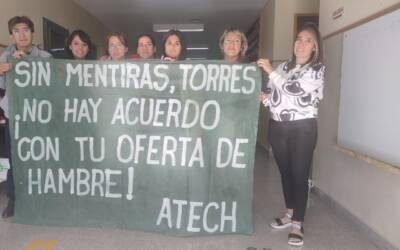 SIN MENTIRAS, TORRES
¡NO HAY ACUERDO
CON TU OFERTA DE
HAMBRE!
ATECH